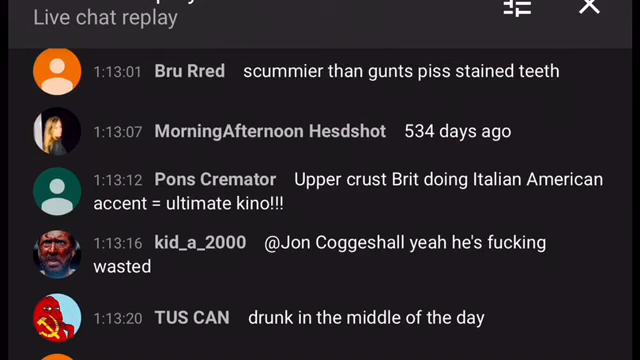 Live chat replay
1:13:01 Bru Rred scummier than gunts piss stained teeth
1:13:07 MorningAfternoon Hesdshot 534 days ago
1:13:12 Pons Cremator Upper crust Brit doing Italian American
accent = ultimate kino!!!
1:13:16 kid_a_2000 @Jon Coggeshall yeah he's fucking
wasted
1:13:20 TUS CAN drunk in the middle of the day